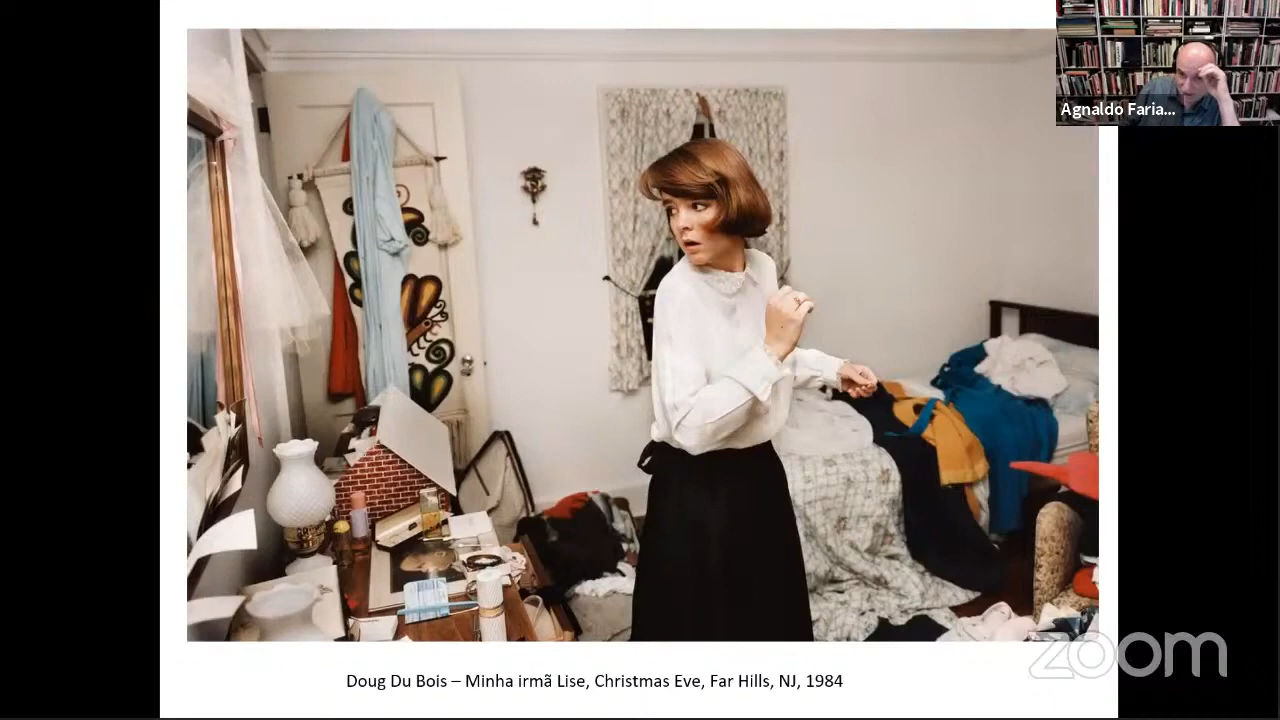 Agnaldo Faria...
Doug Du Bois – Minha irmã Lise, Christmas Eve, Far Hills, NJ, 1984
zoom